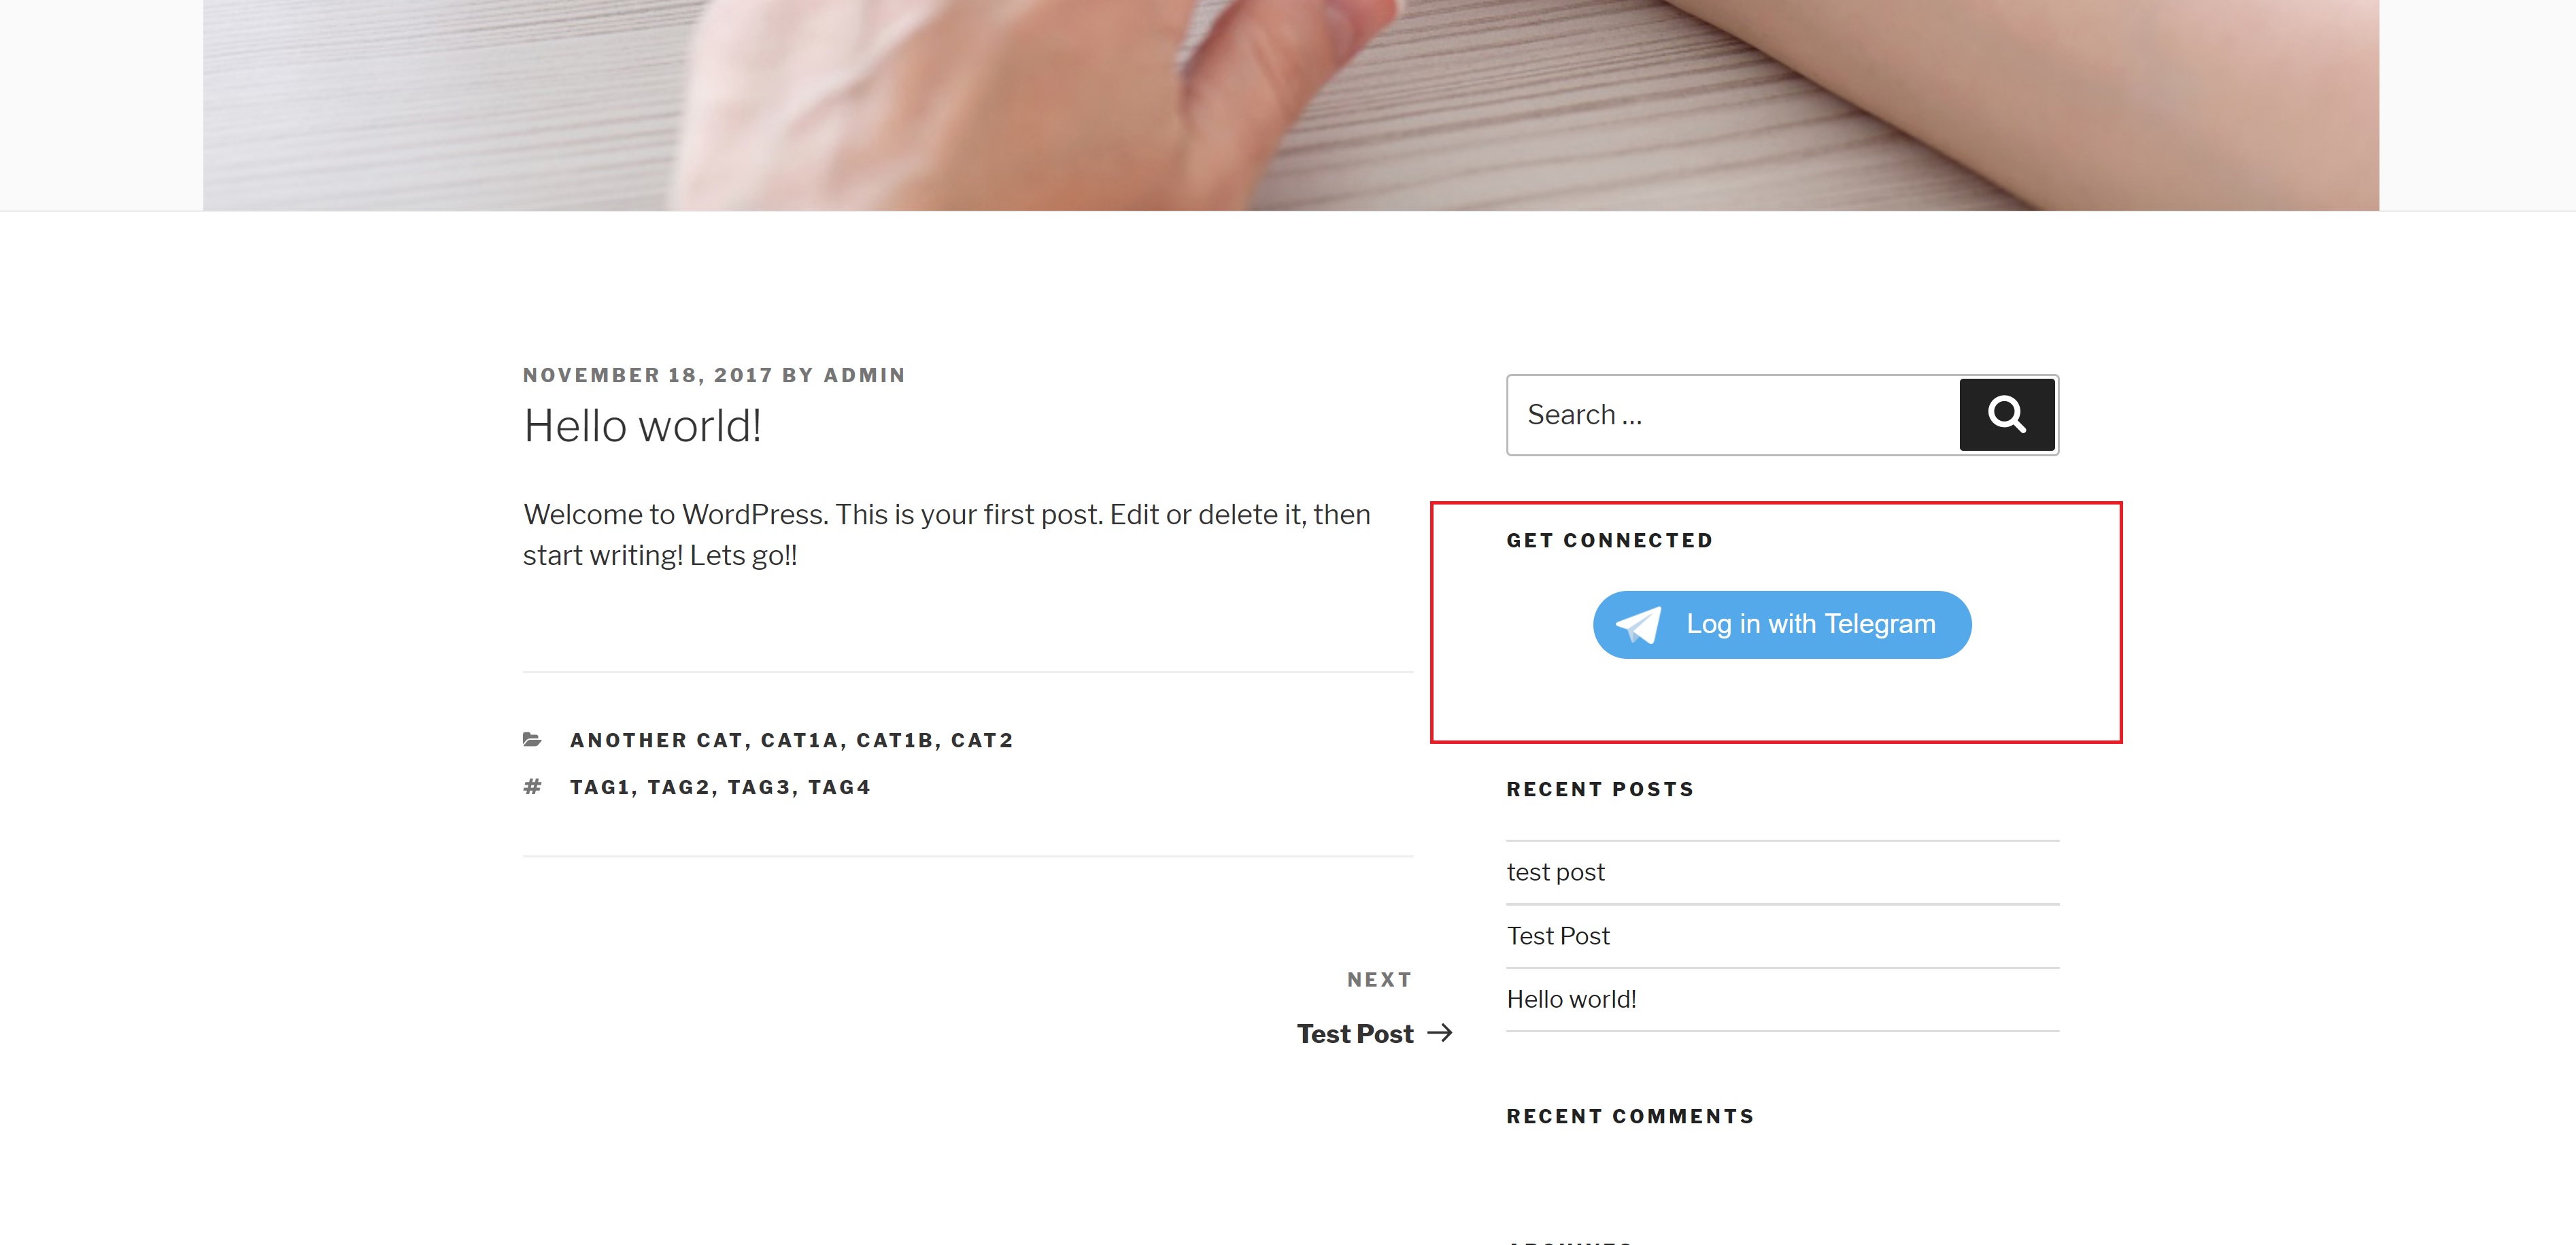 NOVEMBER 18, 2017 BY ADMIN
Hello world!
Welcome to WordPress. This is your first post. Edit or delete it, then
start writing! Lets go!!
ANOTHER CAT, CAT1A, CAT1B, CAT2
# TAG1, TAG2, TAG3, TAG4
NEXT
Test Post →
Search ...
GET CONNECTED
Log in with Telegram
RECENT POSTS
test post
Test Post
Hello world!
RECENT COMMENTS